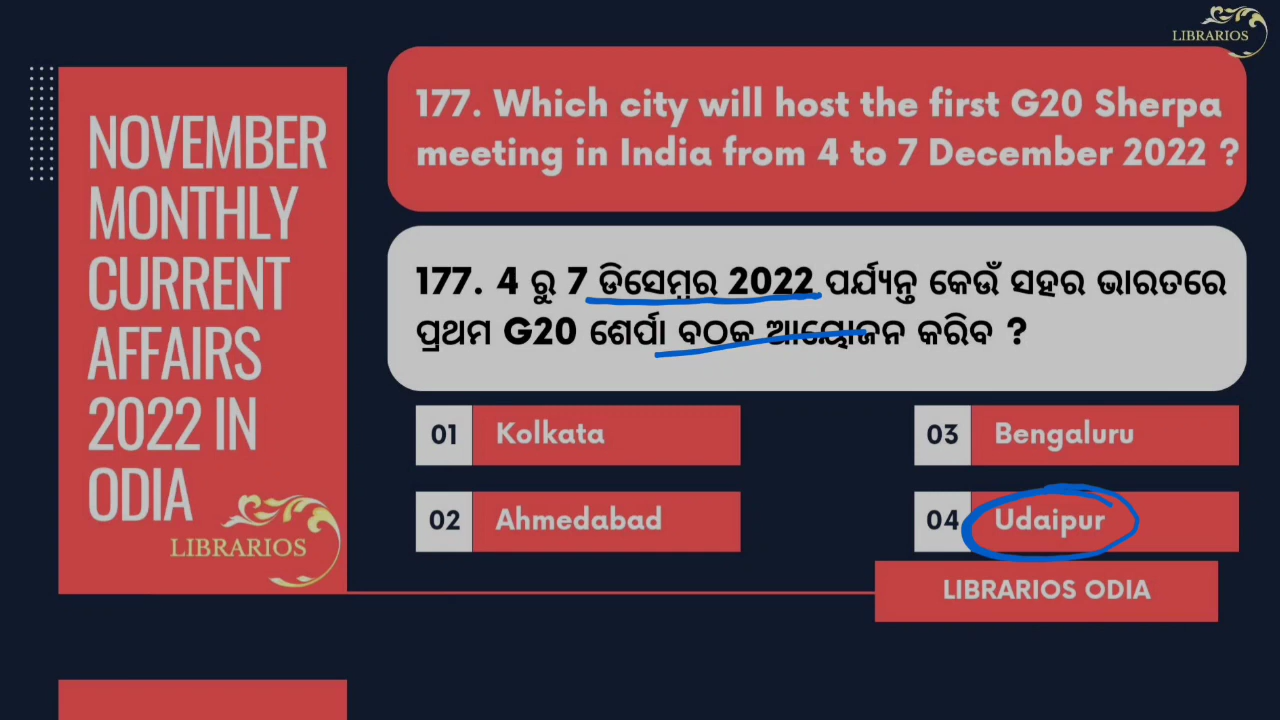 LIBRARIOS
NOVEMBER
MONTHLY
CURRENT
AFFAIRS
2022 IN
ODIA
LIBRARIOS
177. Which city will host the first G20 Sherpa
meeting in India from 4 to 7 December 2022 ?
177. 4 ରୁ 7 ଡିସେମ୍ବର 2022 ପର୍ଯ୍ୟନ୍ତ କେଉଁ ସହର ଭାରତରେ
ପ୍ରଥମ G20 ଶେର୍ପା ବଠକ ଆୟୋଜନ କରିବ ?
01 Kolkata
02 Ahmedabad
03 Bengaluru
04 Udaipur
LIBRARIOS ODIA